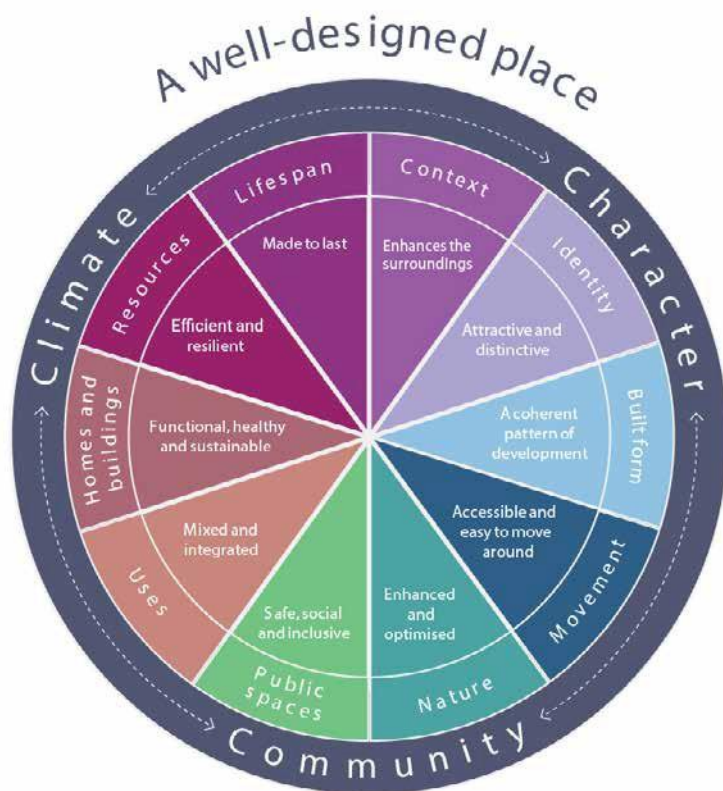 A well-designed place
Climate
Character
Community
Context
Enhances the
surroundings
Identity
Attractive and
distinctive
Built form
A coherent
pattern of
development
Movement
Accessible and
easy to move
around
Nature
Enhanced
and
optimised
Public
spaces
Safe, social
and inclusive
Uses
Mixed and
integrated
Homes and
buildings
Functional, healthy
and sustainable
Resources
Efficient and
resilient
Lifespan
Made to last